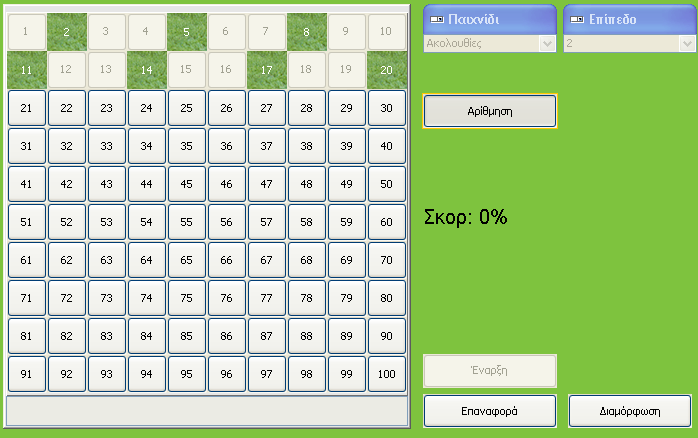 Παιχνίδι Επίπεδο
Ακολουθίες 2
1 2 3 4 5 6 7 8 9 10
11 12 13 14 15 16 17 18 19 20
21 22 23 24 25 26 27 28 29 30
31 32 33 34 35 36 37 38 39 40
41 42 43 44 45 46 47 48 49 50
51 52 53 54 55 56 57 58 59 60
61 62 63 64 65 66 67 68 69 70
71 72 73 74 75 76 77 78 79 80
81 82 83 84 85 86 87 88 89 90
91 92 93 94 95 96 97 98 99 100
Αρίθμηση
Σκορ: 0%
Έναρξη
Επαναφορά Διαμόρφωση